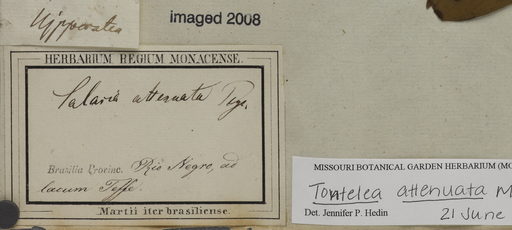 Hyppocratea
imaged 2008
HERBARIUM REGIUM MONACENSE.
Salacia attenuata
Brasilia Provinc. Rio Negro, ad
lacum Teffe.
Martii iter brasiliense.
MISSOURI BOTANICAL GARDEN HERBARIUM (MO
Tontelea attenuata M
Det. Jennifer P. Hedin
21 June